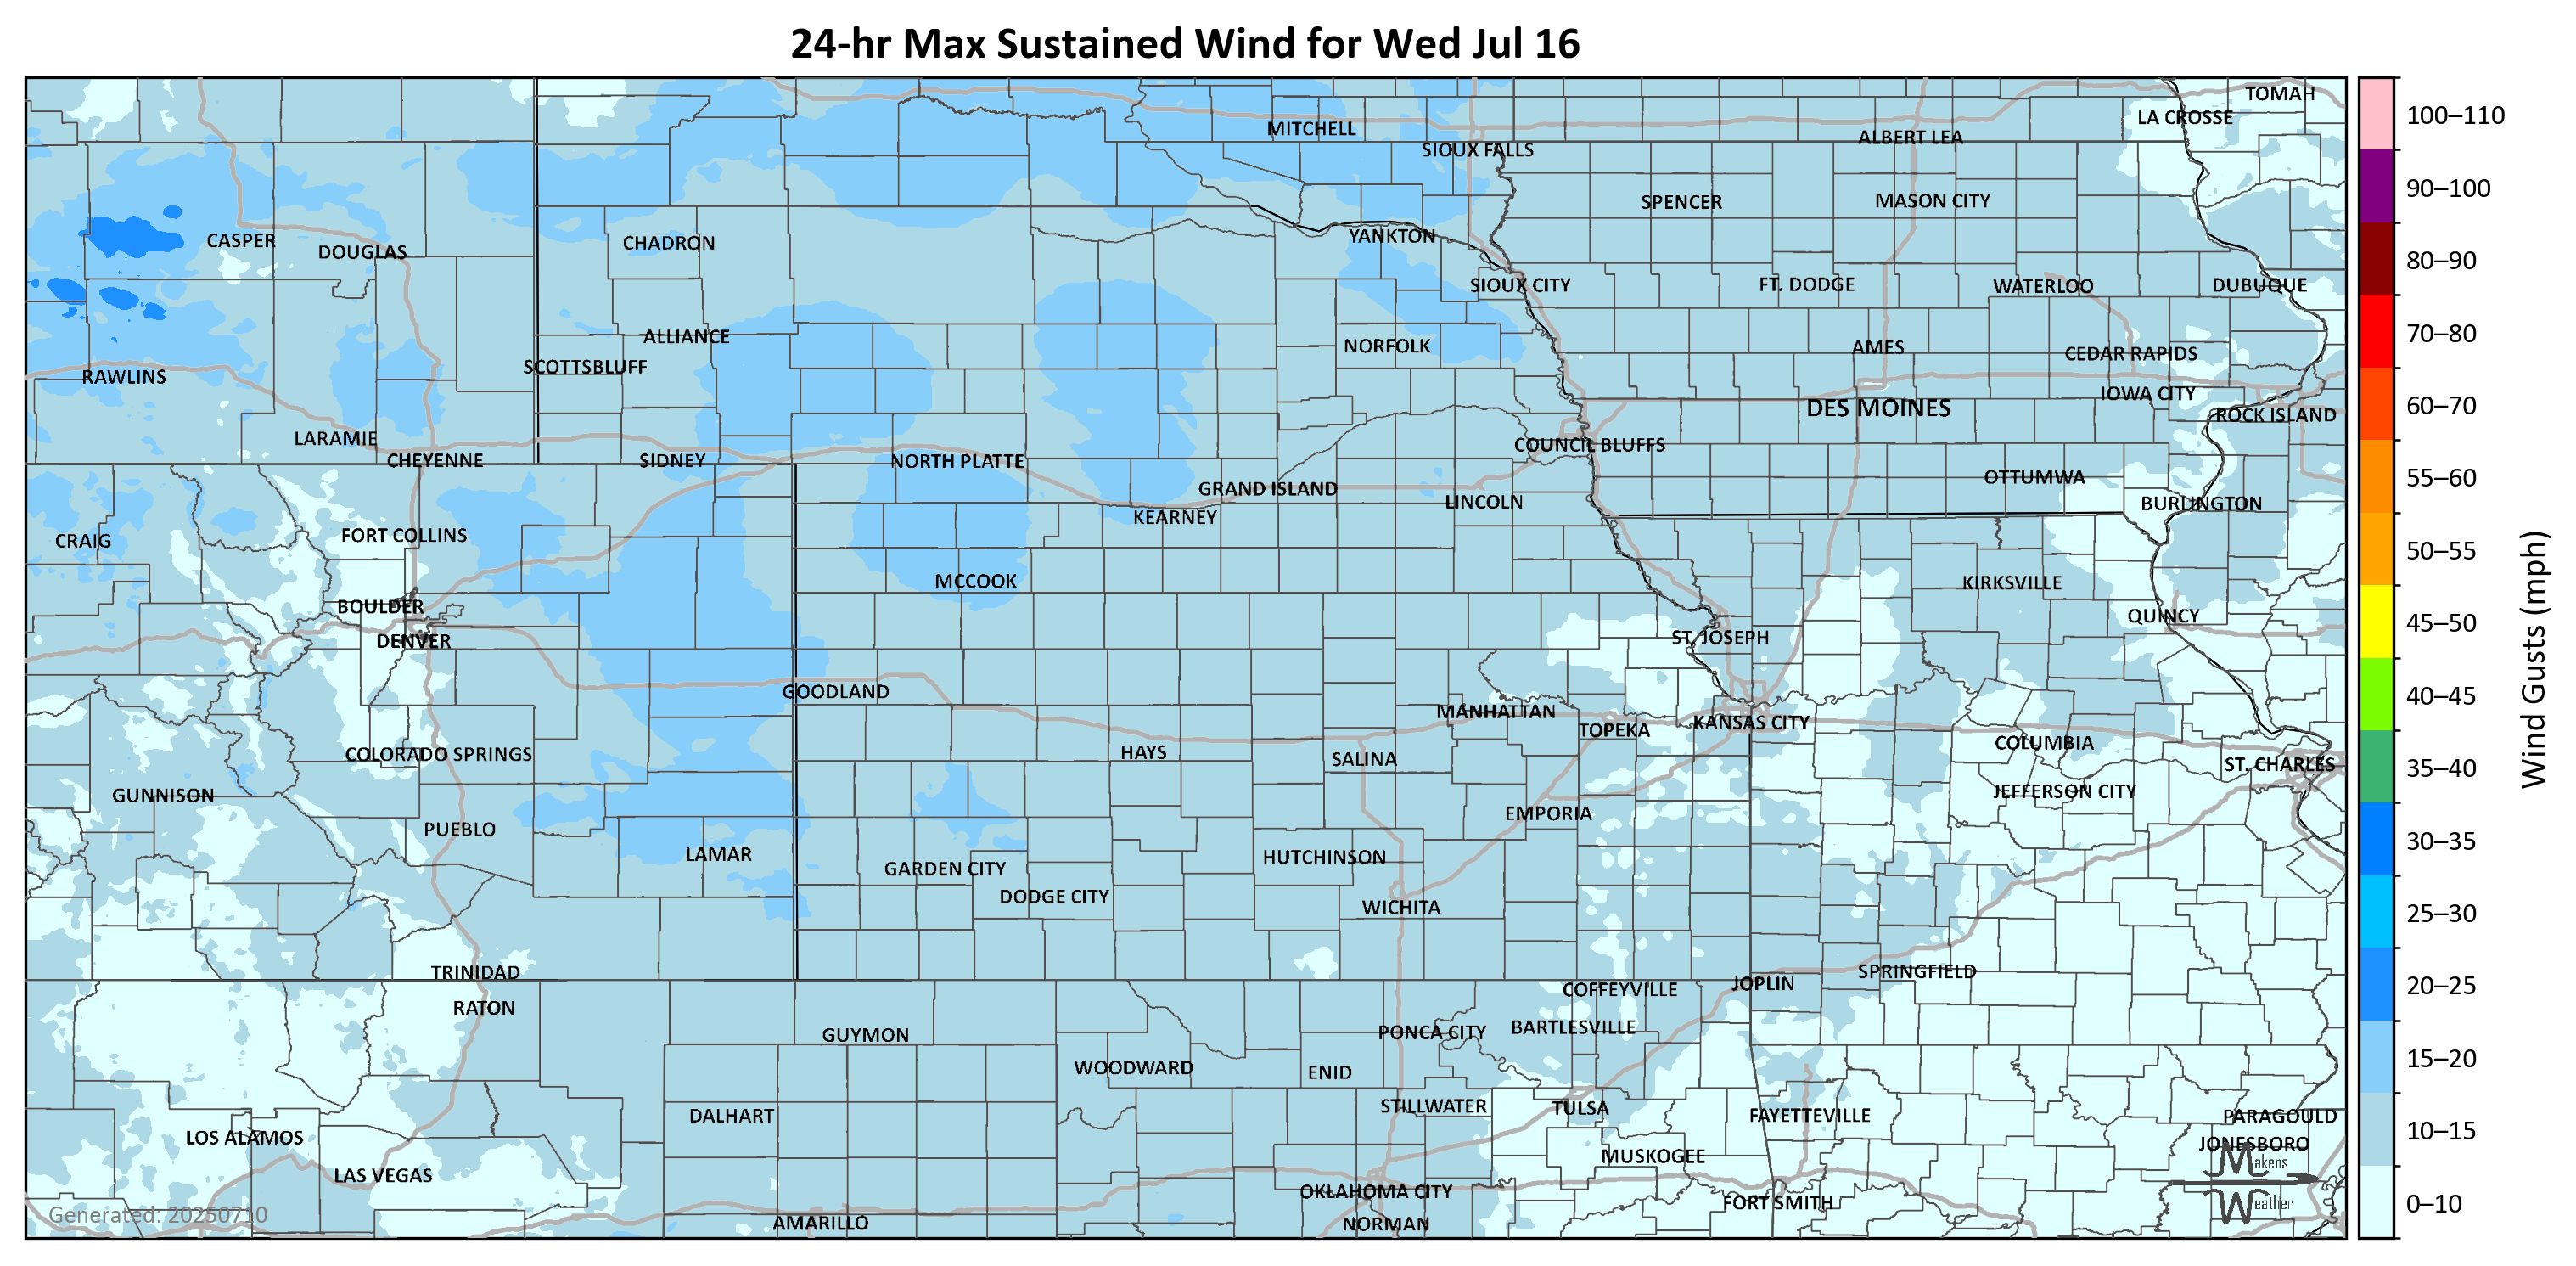 24-hr Max Sustained Wind for Wed Jul 16
TOMAH
LA CROSSE
MITCHELL
ALBERT LEA
SIOUX FALLS
SPENCER
MASON CITY
CASPER
DOUGLAS
CHADRON
YANKTON
SIOUX CITY
FT. DODGE
WATERLOO
DUBUQUE
ALLIANCE
SCOTTSBLUFF
NORFOLK
AMES
CEDAR RAPIDS
RAWLINS
IOWA CITY
DES MOINES
ROCK ISLAND
LARAMIE
CHEYENNE
SIDNEY
NORTH PLATTE
COUNCIL BLUFFS
GRAND ISLAND
LINCOLN
OTTUMWA
BURLINGTON
KEARNEY
CRAIG
FORT COLLINS
MCCOOK
KIRKSVILLE
BOULDER
QUINCY
DENVER
ST. JOSEPH
GOODLAND
MANHATTAN
TOPEKA
KANSAS CITY
COLUMBIA
COLORADO SPRINGS
HAYS
SALINA
ST. CHARLES
GUNNISON
JEFFERSON CITY
PUEBLO
EMPORIA
LAMAR
GARDEN CITY
HUTCHINSON
DODGE CITY
WICHITA
TRINIDAD
SPRINGFIELD
JOPLIN
COFFEYVILLE
RATON
GUYMON
PONCA CITY
BARTLESVILLE
WOODWARD
ENID
DALHART
STILLWATER
TULSA
FAYETTEVILLE
PARAGOULD
LOS ALAMOS
JONESBORO
LAS VEGAS
MUSKOGEE
OKLAHOMA CITY
FORT SMITH
AMARILLO
NORMAN
Makens
Weather
Generated: 20250710
100–110
90–100
80–90
70–80
60–70
55–60
50–55
45–50
40–45
35–40
30–35
25–30
20–25
15–20
10–15
0–10
Wind Gusts (mph)